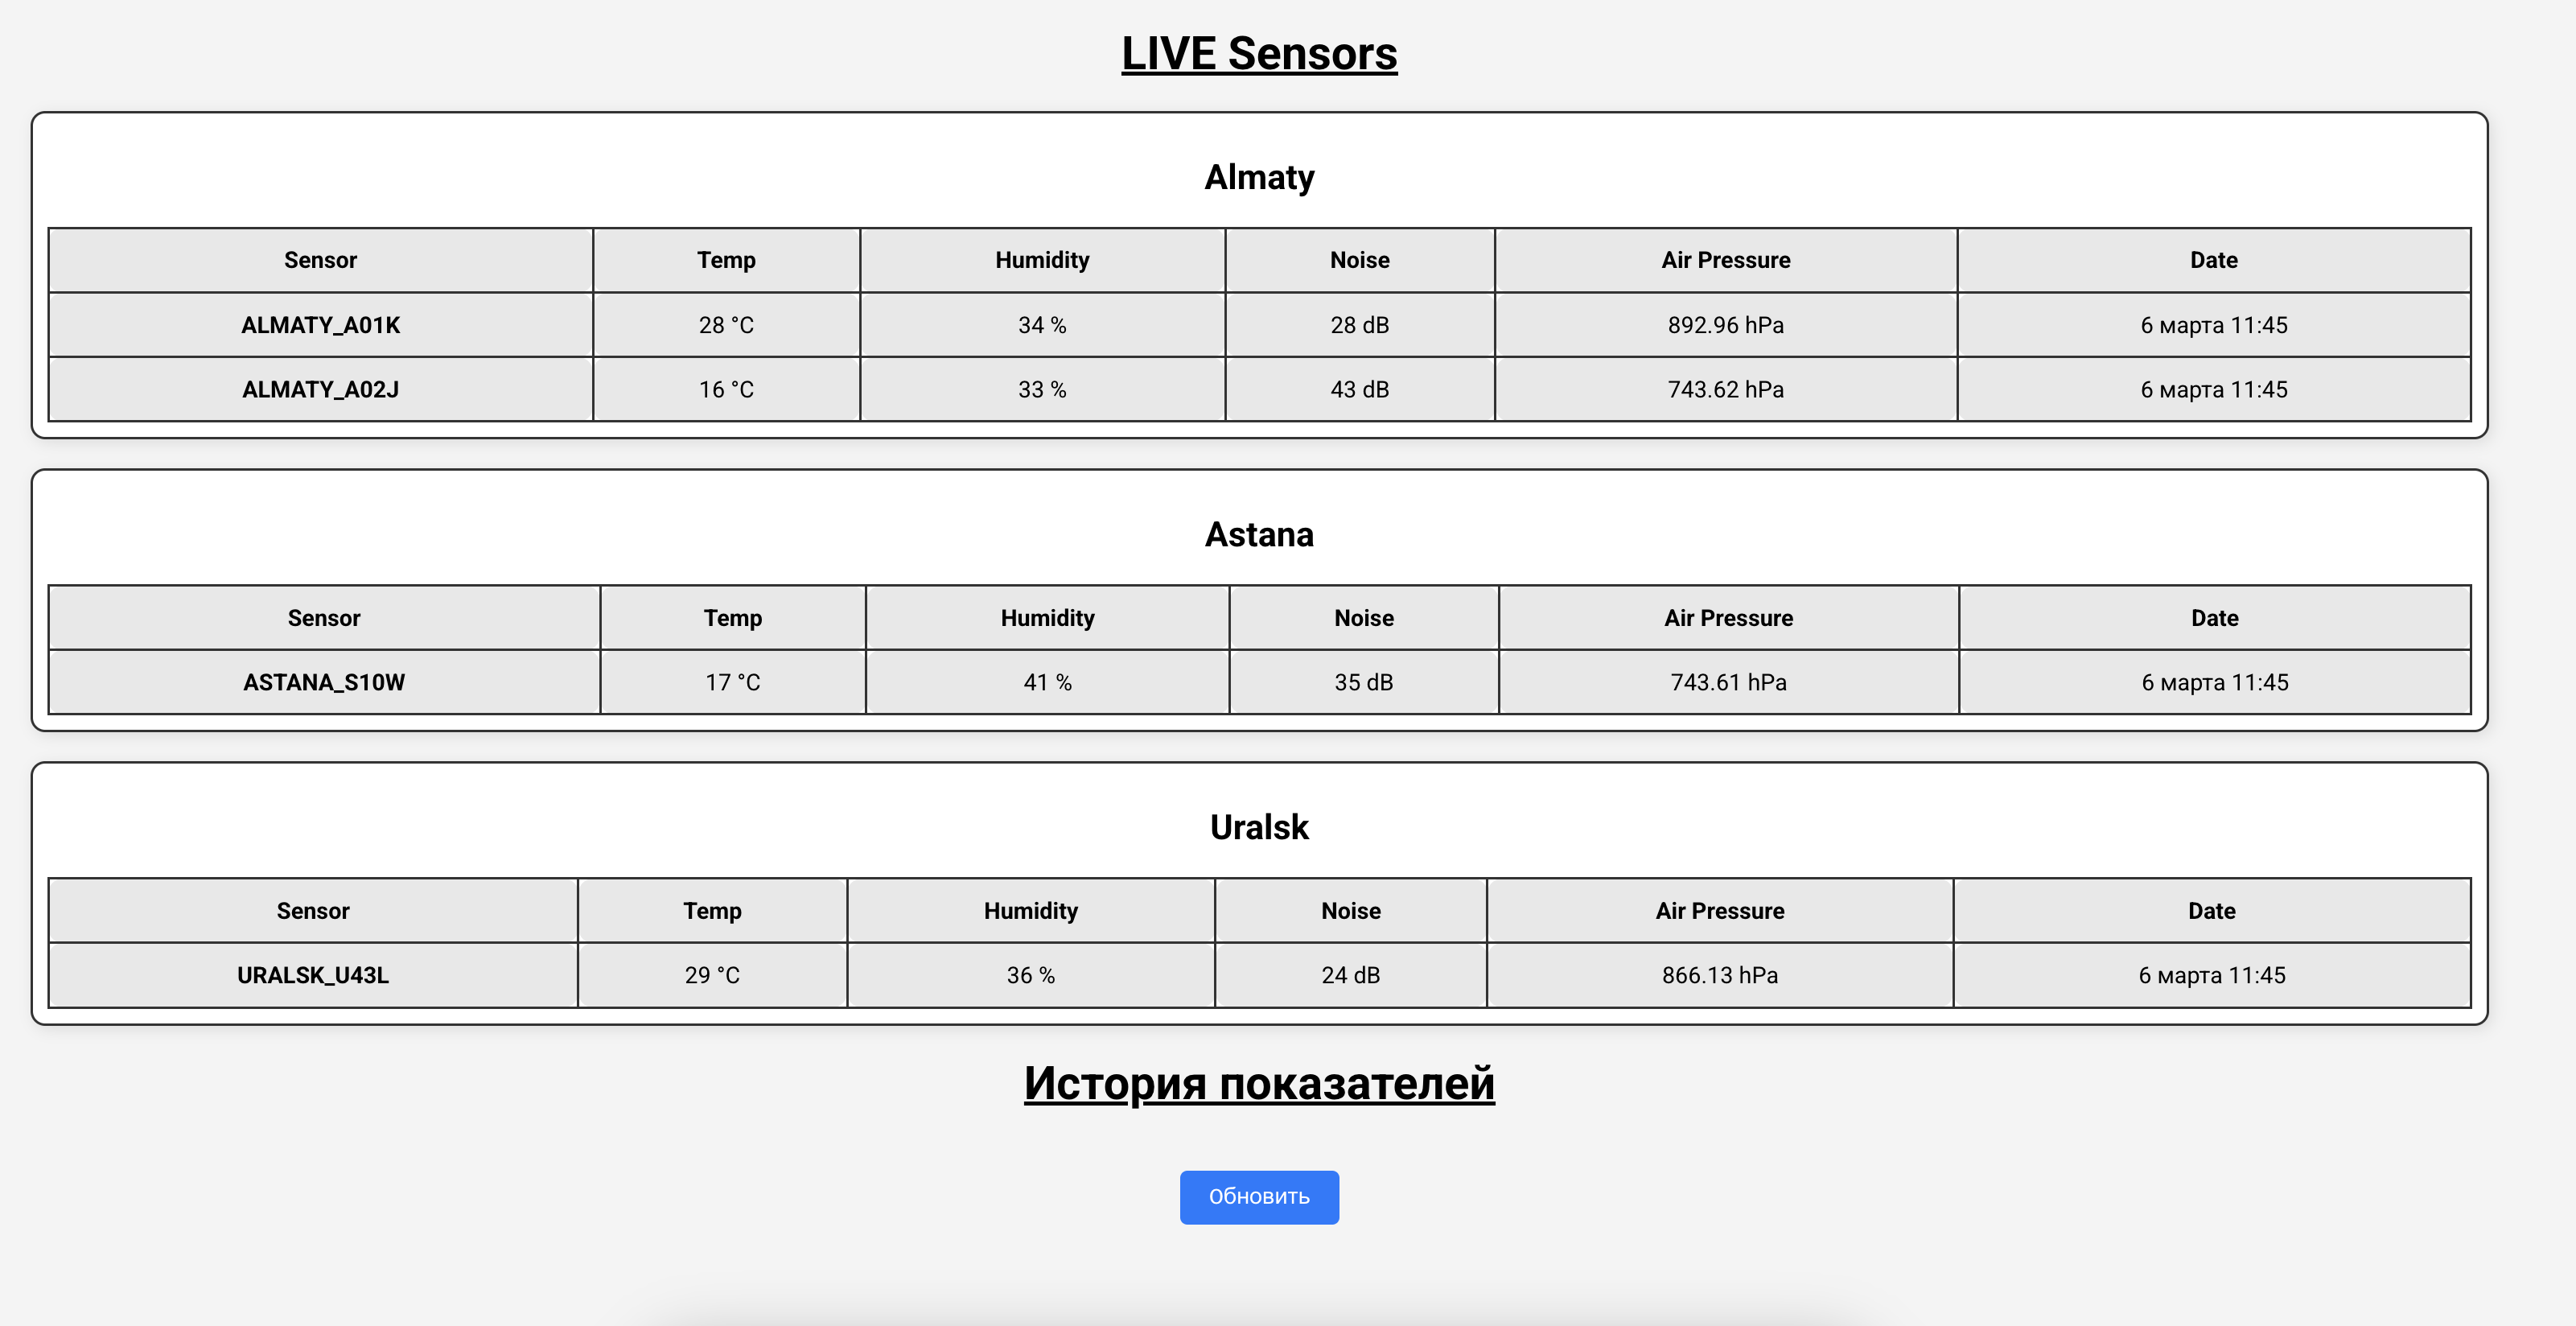 LIVE Sensors
Almaty
Sensor Temp Humidity Noise Air Pressure Date
ALMATY_A01K 28 °C 34 % 28 dB 892.96 hPa 6 марта 11:45
ALMATY_A02J 16 °C 33 % 43 dB 743.62 hPa 6 марта 11:45
Astana
Sensor Temp Humidity Noise Air Pressure Date
ASTANA_S10W 17 °C 41 % 35 dB 743.61 hPa 6 марта 11:45
Uralsk
Sensor Temp Humidity Noise Air Pressure Date
URALSK_U43L 29 °C 36 % 24 dB 866.13 hPa 6 марта 11:45
История показателей
Обновить